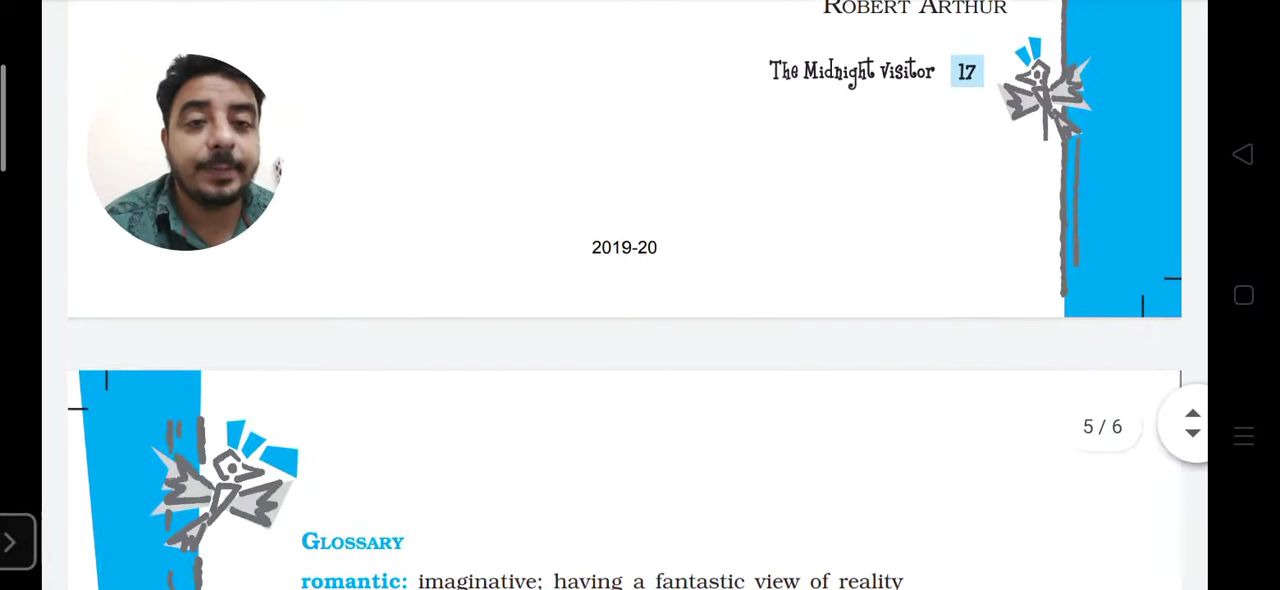 ROBERT ARTHUR
The Midnight Visitor 17
2019-20
5 / 6
GLOSSARY
romantic: imaginative; having a fantastic view of reality